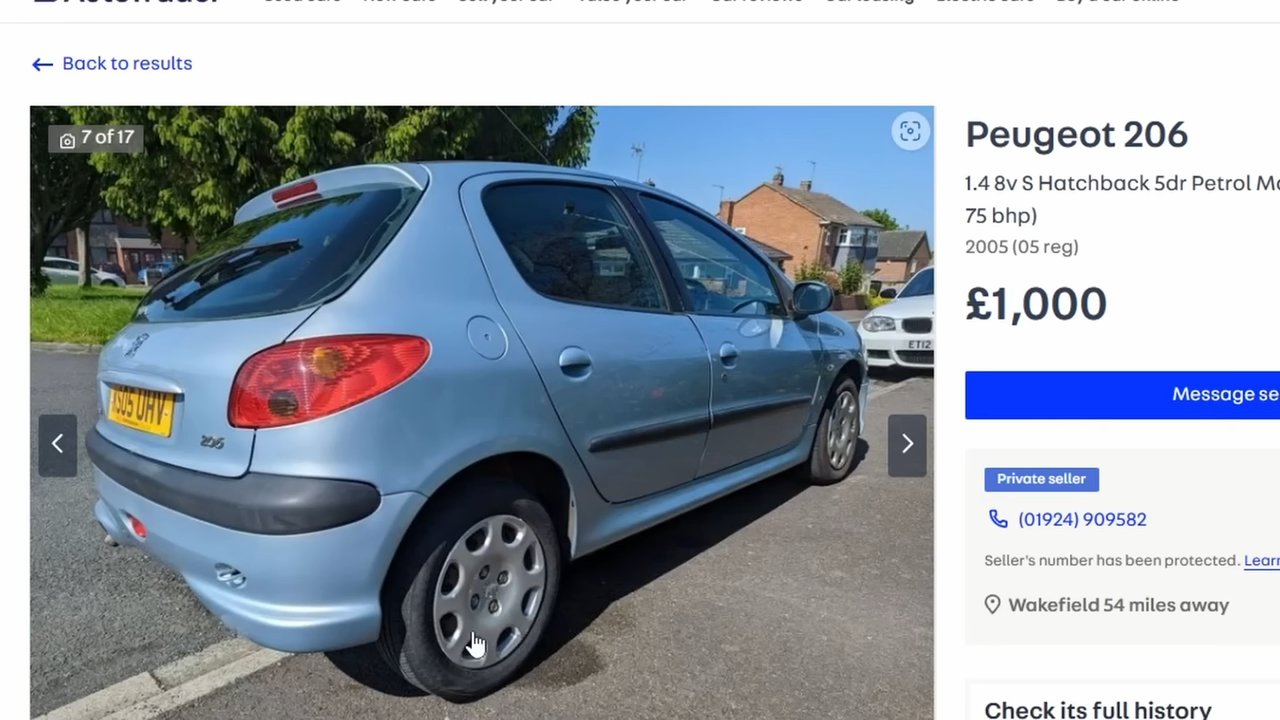 Back to results
7 of 17
Peugeot 206
1.4 8v S Hatchback 5dr Petrol
75 bhp)
2005 (05 reg)
£1,000
Message
Private seller
(01924) 909582
Seller's number has been protected.
Wakefield 54 miles away
Check its full history
206
ET12